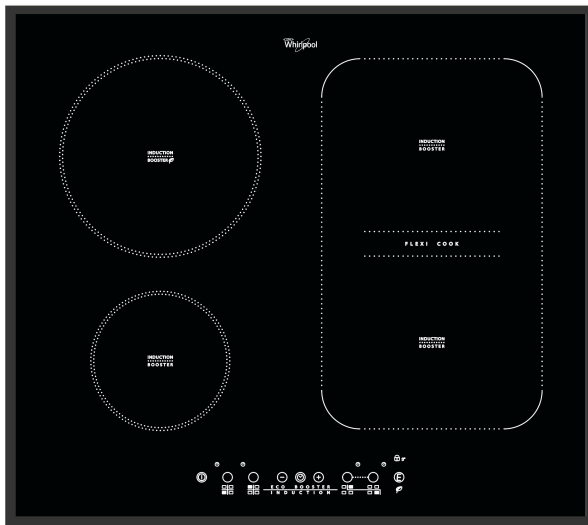 Whirlpool
INDUCTION
BOOSTER
INDUCTION
BOOSTER
FLEXI COOK
INDUCTION
BOOSTER
INDUCTION
BOOSTER
E
ECO BOOSTER
INDUCTION